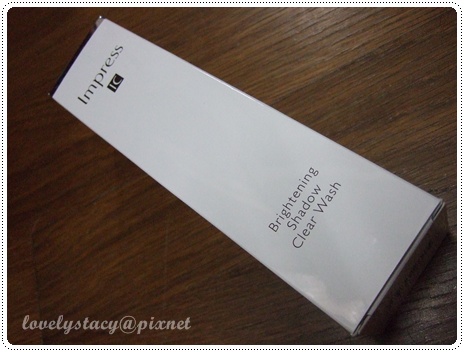 Impress
IC
Brightening
Shadow
Clear Wash
lovelystacy@pixnet